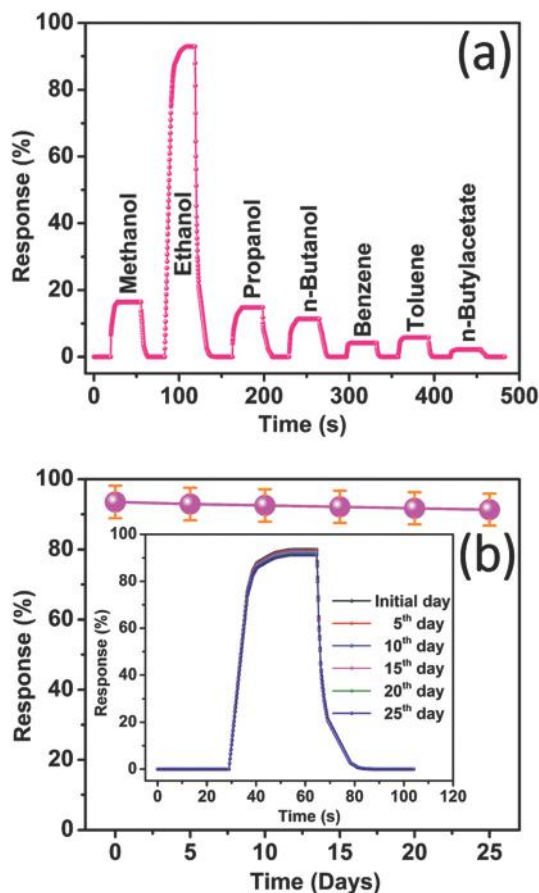 (a)
100
80
60
40
20
0
Response (%)
Methanol
Ethanol
Propanol
n-Butanol
Benzene
Toluene
n-Butylacetate
0 100 200 300 400 500
Time (s)
(b)
100
80
90
60
30
20
0
Response (%)
100
80
60
40
20
0
Response (%)
Initial day
5th day
10th day
15th day
20th day
25th day
0 20 40 60 80 100 120
Time (s)
0 5 10 15 20 25
Time (Days)